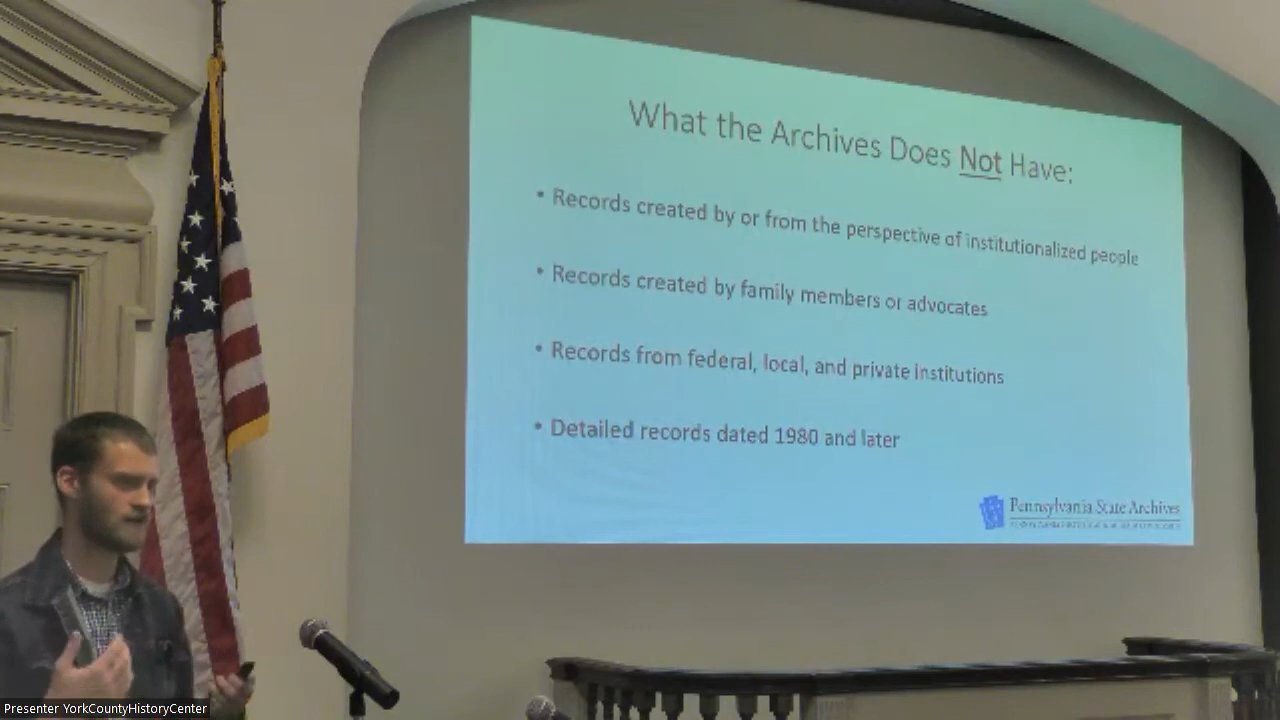 What the Archives Does Not Have:
• Records created by or from the perspective of institutionalized people
• Records created by family members or advocates
• Records from federal, local, and private institutions
• Detailed records dated 1980 and later
Pennsylvania State Archives
Presenter YorkCountyHistoryCenter